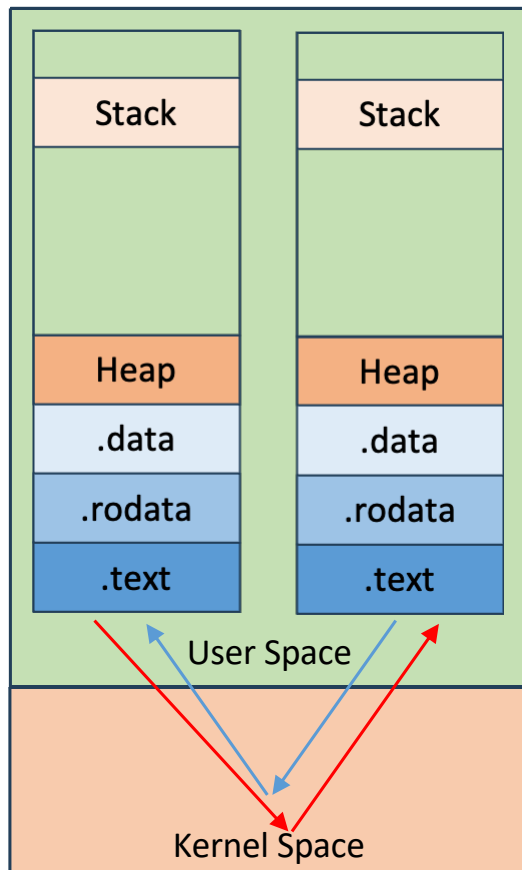 Stack
Heap
.data
.rodata
.text
Stack
Heap
.data
.rodata
.text
User Space
Kernel Space